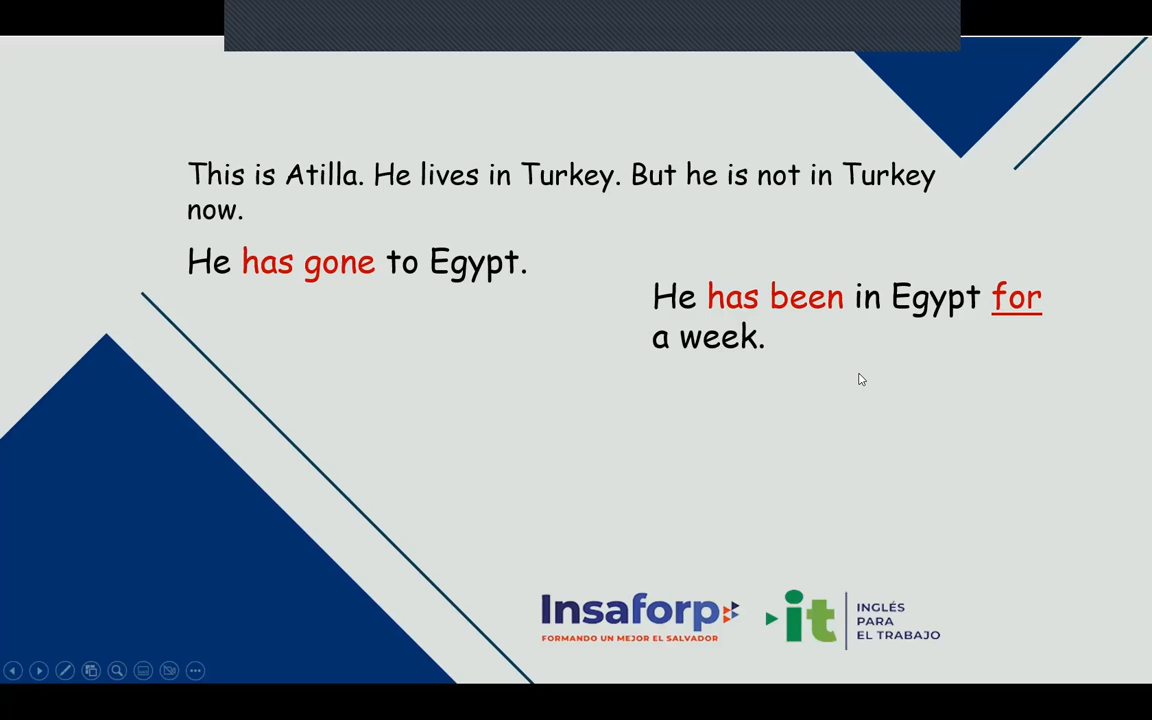 This is Atilla. He lives in Turkey. But he is not in Turkey
now.
He has gone to Egypt.
He has been in Egypt for
a week.
Insaforp
FORMANDO UN MEJOR EL SALVADOR
it
INGLÉS
PARA
EL TRABAJO